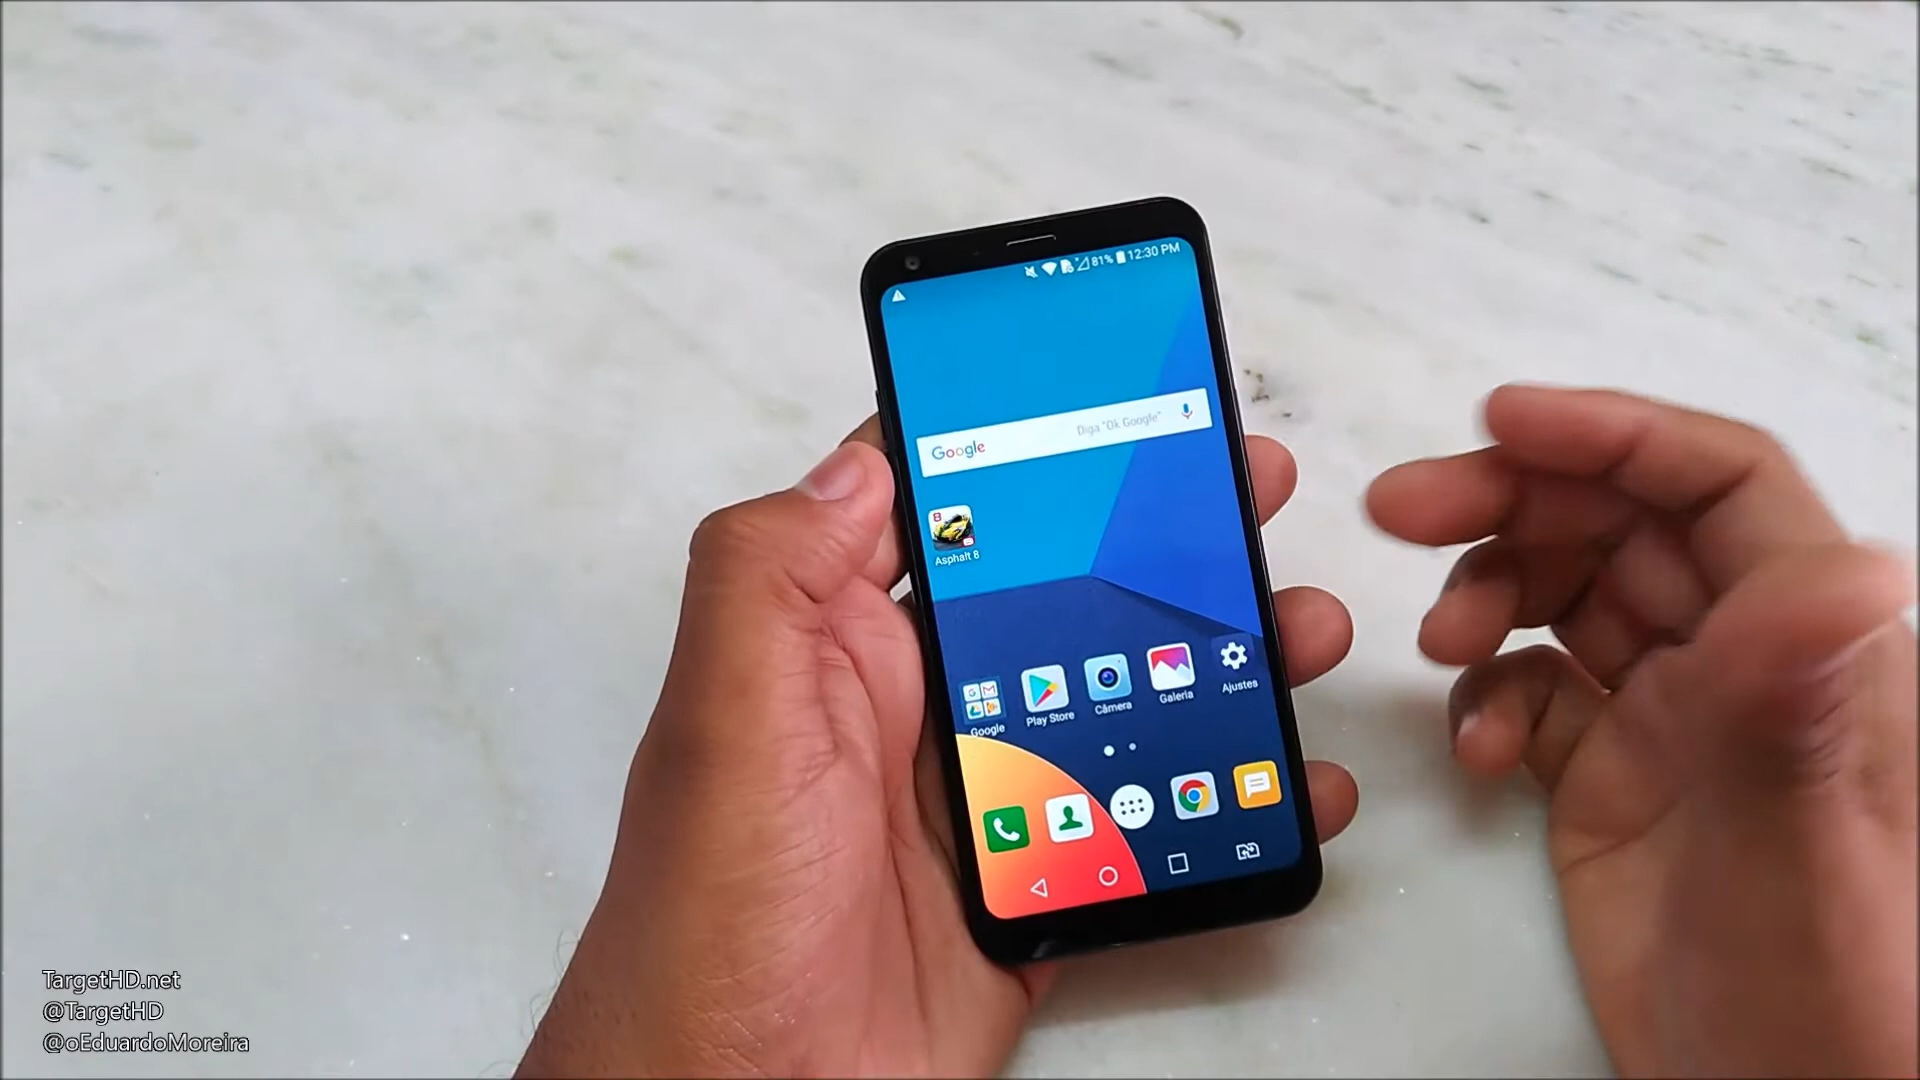 81% 12:30 PM
Google Diga "Ok Google"
8
Asphalt 8
Google Play Store Câmera Galeria Ajustes
TargetHD.net
@TargetHD
@oEduardoMoreira